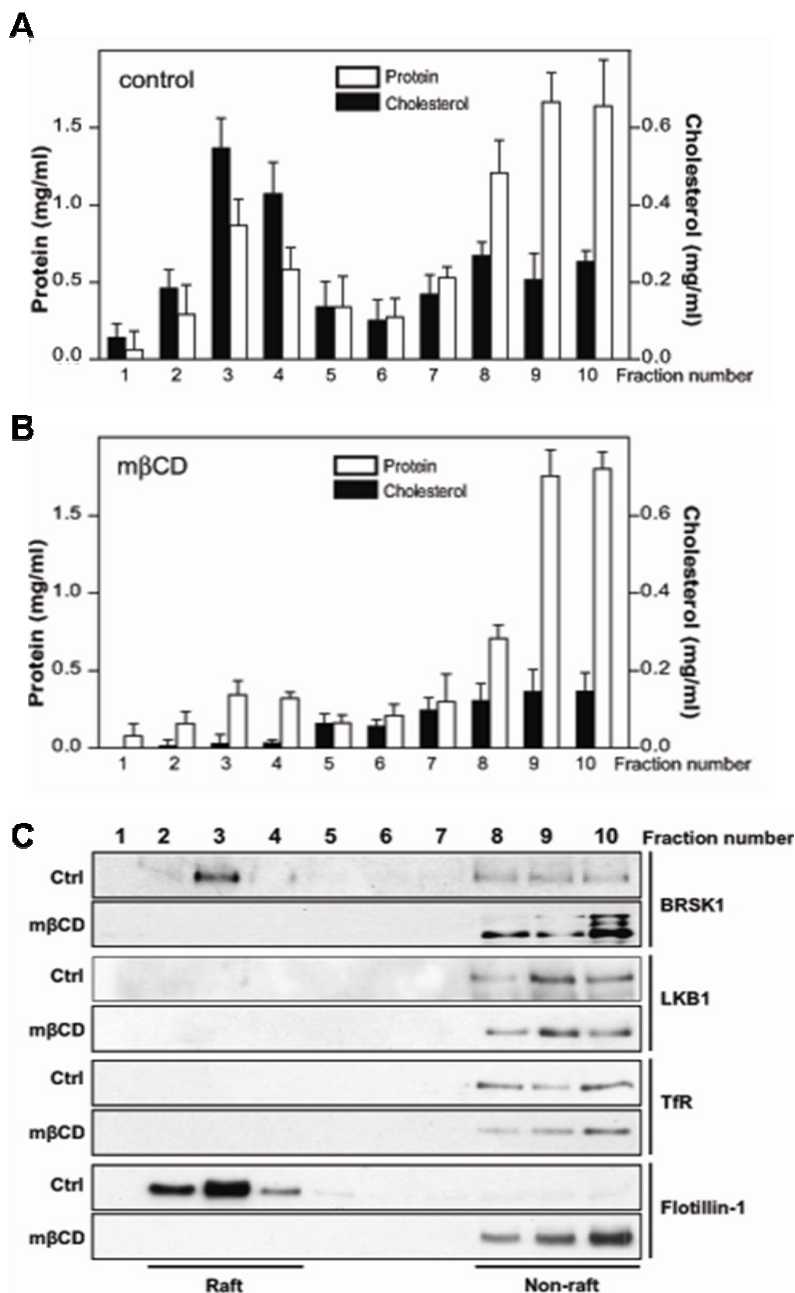 A
control
Protein
Cholesterol
Protein (mg/ml)
1.5
1.0
0.5
0.0
Cholesterol (mg/ml)
0.6
0.4
0.2
0.0
1 2 3 4 5 6 7 8 9 10 Fraction number
B
mβCD
Protein
Cholesterol
Protein (mg/ml)
1.5
1.0
0.5
0.0
Cholesterol (mg/ml)
0.6
0.4
0.2
0.0
1 2 3 4 5 6 7 8 9 10 Fraction number
C
1 2 3 4 5 6 7 8 9 10 Fraction number
Ctrl
mβCD
BRSK1
Ctrl
mβCD
LKB1
Ctrl
mβCD
TfR
Ctrl
mβCD
Flotillin-1
Raft
Non-raft